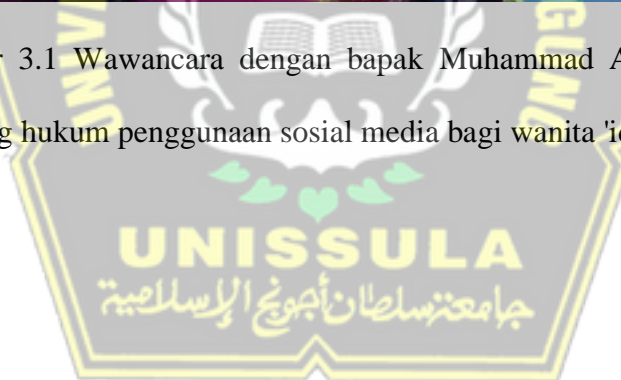 3.1 Wawancara dengan bapak Muhammad A
hukum penggunaan sosial media bagi wanita 'i
UNISSULA
جامعة سلطان أجونج الإسلامية